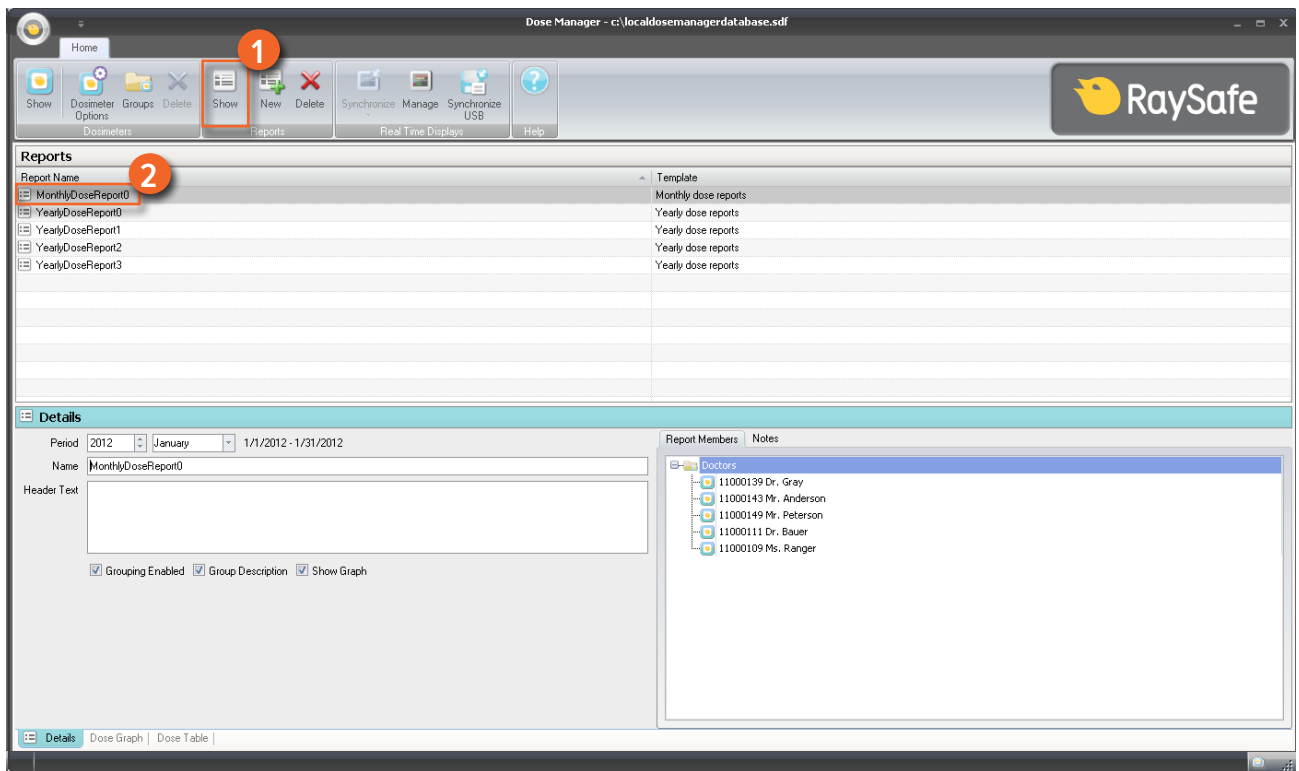 Dose Manager - c:\localdosemanagerdatabase.sdf
Home
1
Show
Dosimeter Options
Groups
Delete
Dosimeters
Show
New
Delete
Reports
Synchronize
Manage
Synchronize USB
Real Time Displays
Help
RaySafe
Reports
2
Report Name Template
MonthlyDoseReport0 Monthly dose reports
YearlyDoseReport0 Yearly dose reports
YearlyDoseReport1 Yearly dose reports
YearlyDoseReport2 Yearly dose reports
YearlyDoseReport3 Yearly dose reports
Details
Period 2012 January 1/1/2012 - 1/31/2012
Name MonthlyDoseReport0
Header Text
Grouping Enabled Group Description Show Graph
Report Members Notes
Doctors
11000139 Dr. Gray
11000143 Mr. Anderson
11000149 Mr. Peterson
11000111 Dr. Bauer
11000109 Ms. Ranger
Details Dose Graph | Dose Table |